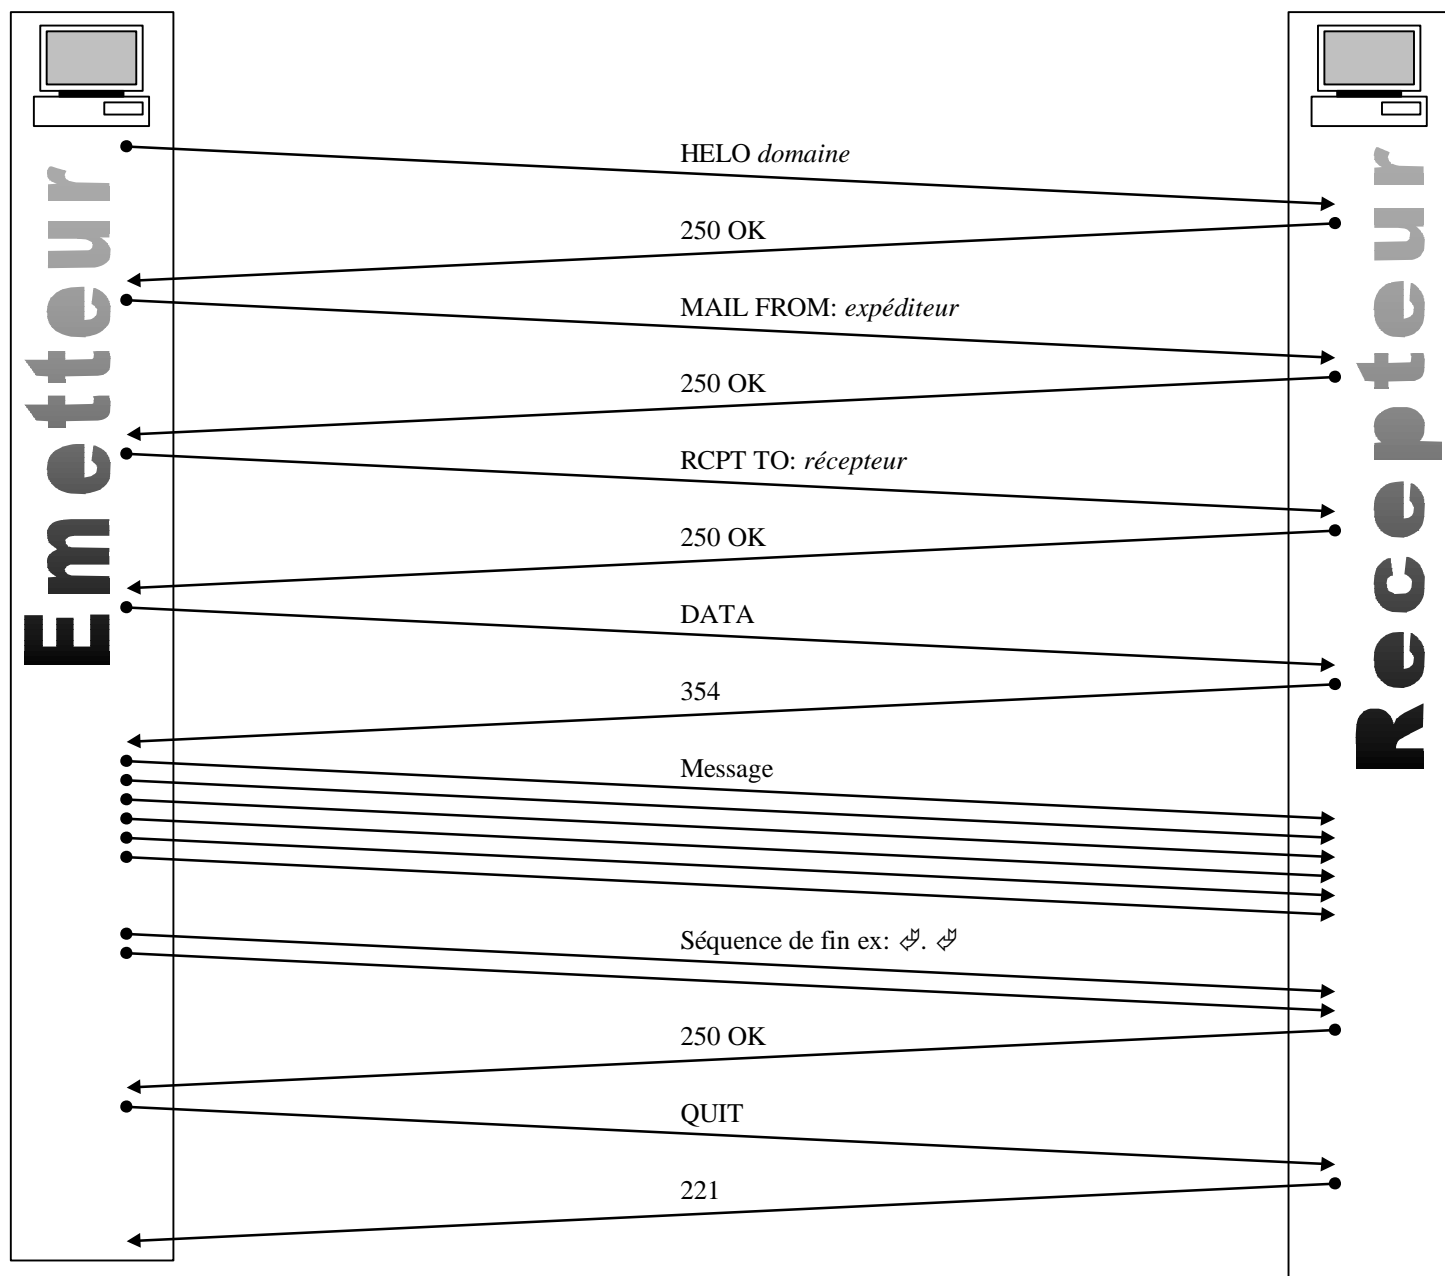 Emetteur
Recepteur
HELO domaine
250 OK
MAIL FROM: expéditeur
250 OK
RCPT TO: récepteur
250 OK
DATA
354
Message
Séquence de fin ex: ⏎. ⏎
250 OK
QUIT
221